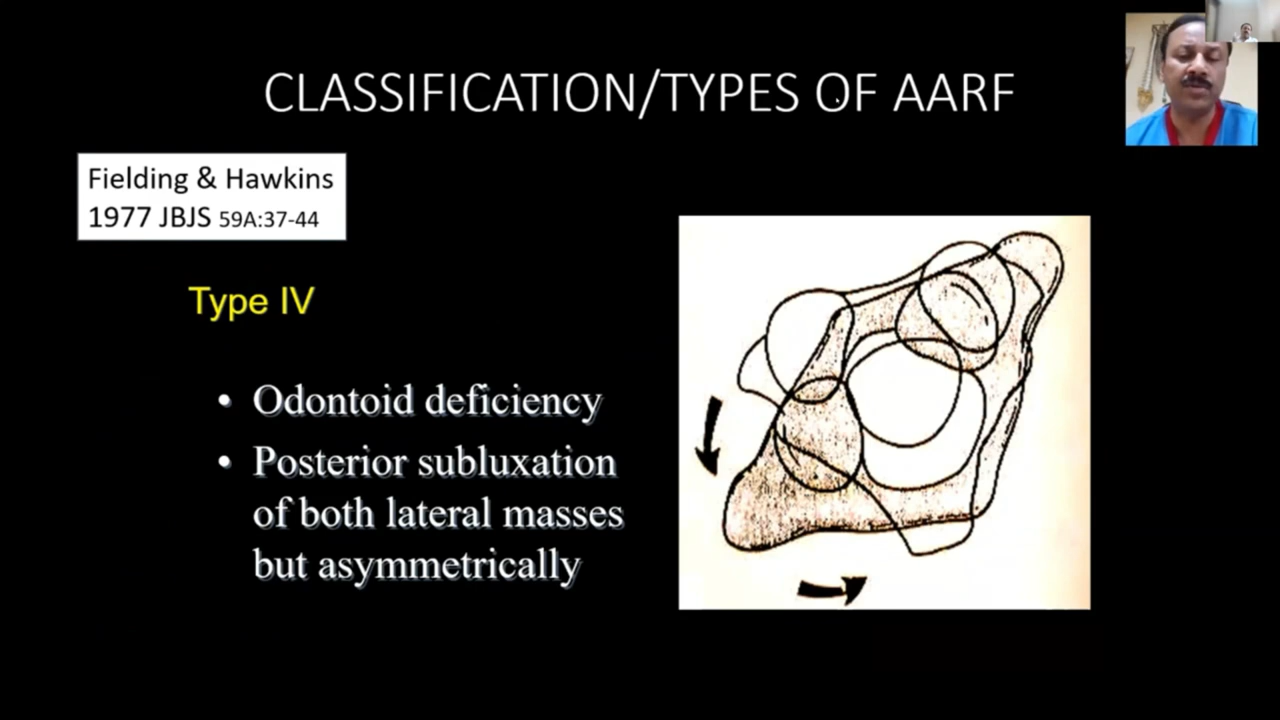 CLASSIFICATION/TYPES OF AARF
Fielding & Hawkins
1977 JBJS 59A:37-44
Type IV
• Odontoid deficiency
• Posterior subluxation
of both lateral masses
but asymmetrically